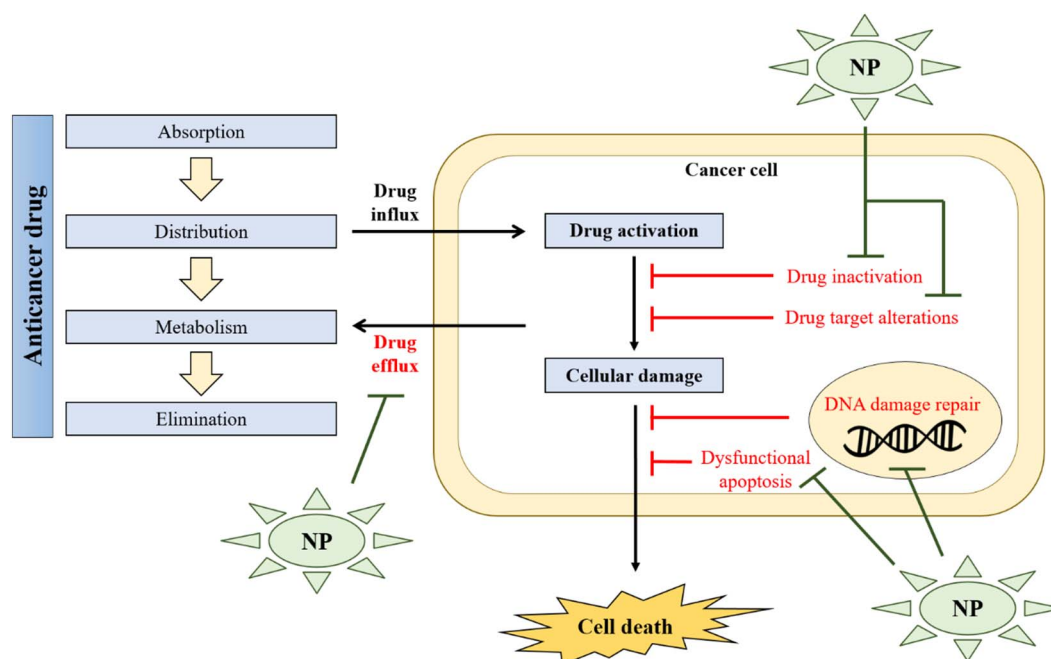 NP
Anticancer drug
Absorption
Distribution
Metabolism
Elimination
Drug
influx
Drug
efflux
NP
Cancer cell
Drug activation
Drug inactivation
Drug target alterations
Cellular damage
DNA damage repair
Dysfunctional
apoptosis
NP
Cell death